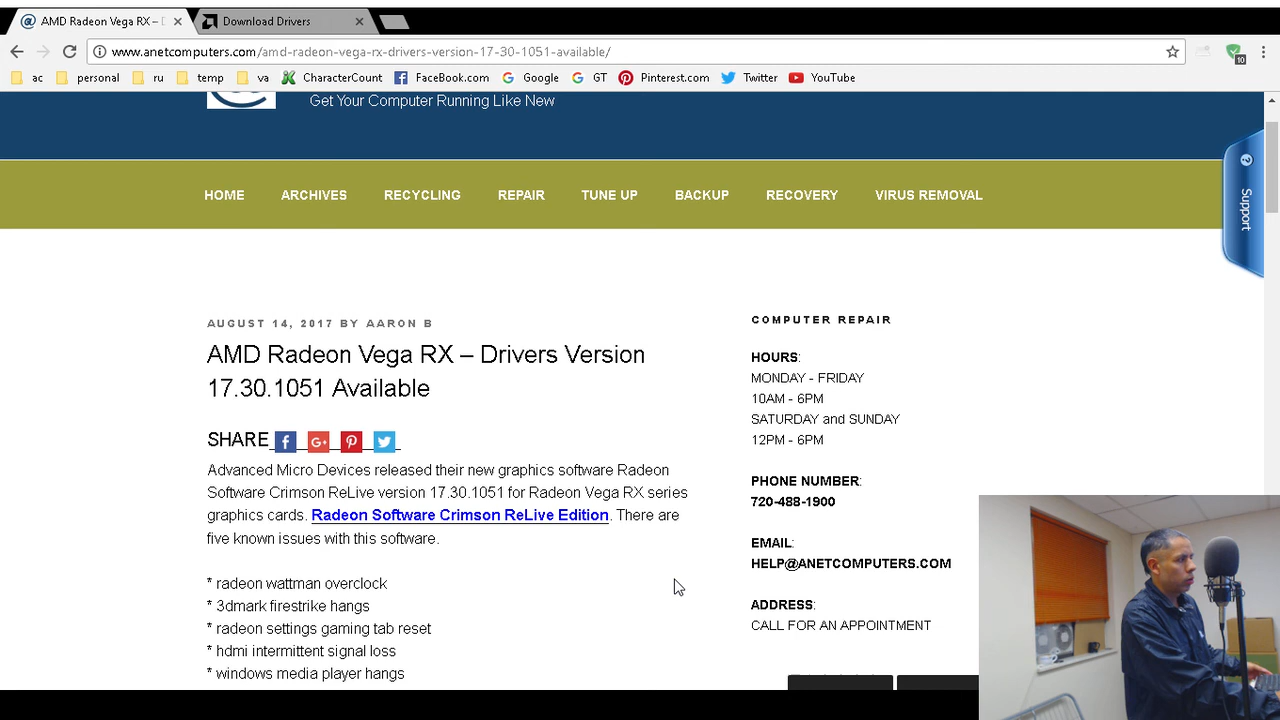 AMD Radeon Vega RX – D
Download Drivers
www.anetcomputers.com/amd-radeon-vega-rx-drivers-version-17-30-1051-available/
ac
personal
ru
temp
va
CharacterCount
FaceBook.com
Google
GT
Pinterest.com
Twitter
YouTube
10
Get Your Computer Running Like New
HOME
ARCHIVES
RECYCLING
REPAIR
TUNE UP
BACKUP
RECOVERY
VIRUS REMOVAL
Support
AUGUST 14, 2017 BY AARON B
AMD Radeon Vega RX – Drivers Version
17.30.1051 Available
SHARE
Advanced Micro Devices released their new graphics software Radeon
Software Crimson ReLive version 17.30.1051 for Radeon Vega RX series
graphics cards. Radeon Software Crimson ReLive Edition. There are
five known issues with this software.
* radeon wattman overclock
* 3dmark firestrike hangs
* radeon settings gaming tab reset
* hdmi intermittent signal loss
* windows media player hangs
COMPUTER REPAIR
HOURS:
MONDAY - FRIDAY
10AM - 6PM
SATURDAY and SUNDAY
12PM - 6PM
PHONE NUMBER:
720-488-1900
EMAIL:
HELP@ANETCOMPUTERS.COM
ADDRESS:
CALL FOR AN APPOINTMENT